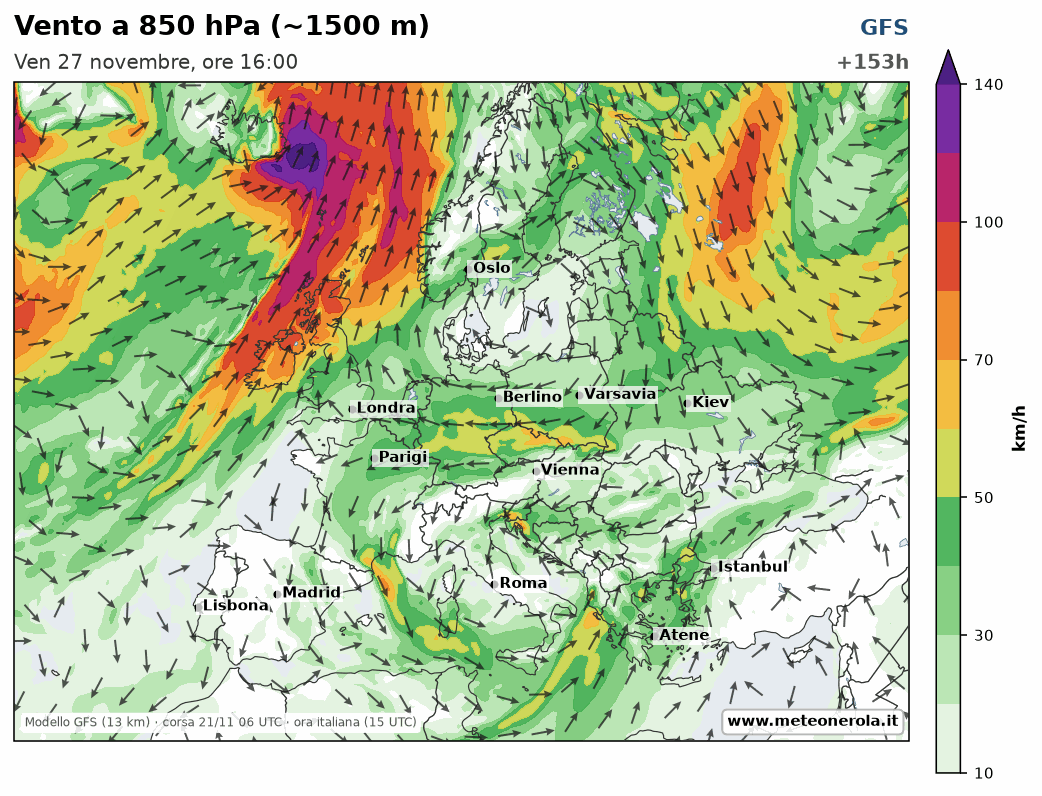 Vento a 850 hPa (~1500 m)
GFS
Ven 27 novembre, ore 16:00
+153h
140
100
70
50
30
10
km/h
Oslo
Berlino
Varsavia
Kiev
Londra
Parigi
Vienna
Istanbul
Roma
Madrid
Lisbona
Atene
Modello GFS (13 km) · corsa 21/11 06 UTC · ora italiana (15 UTC)
www.meteonerola.it